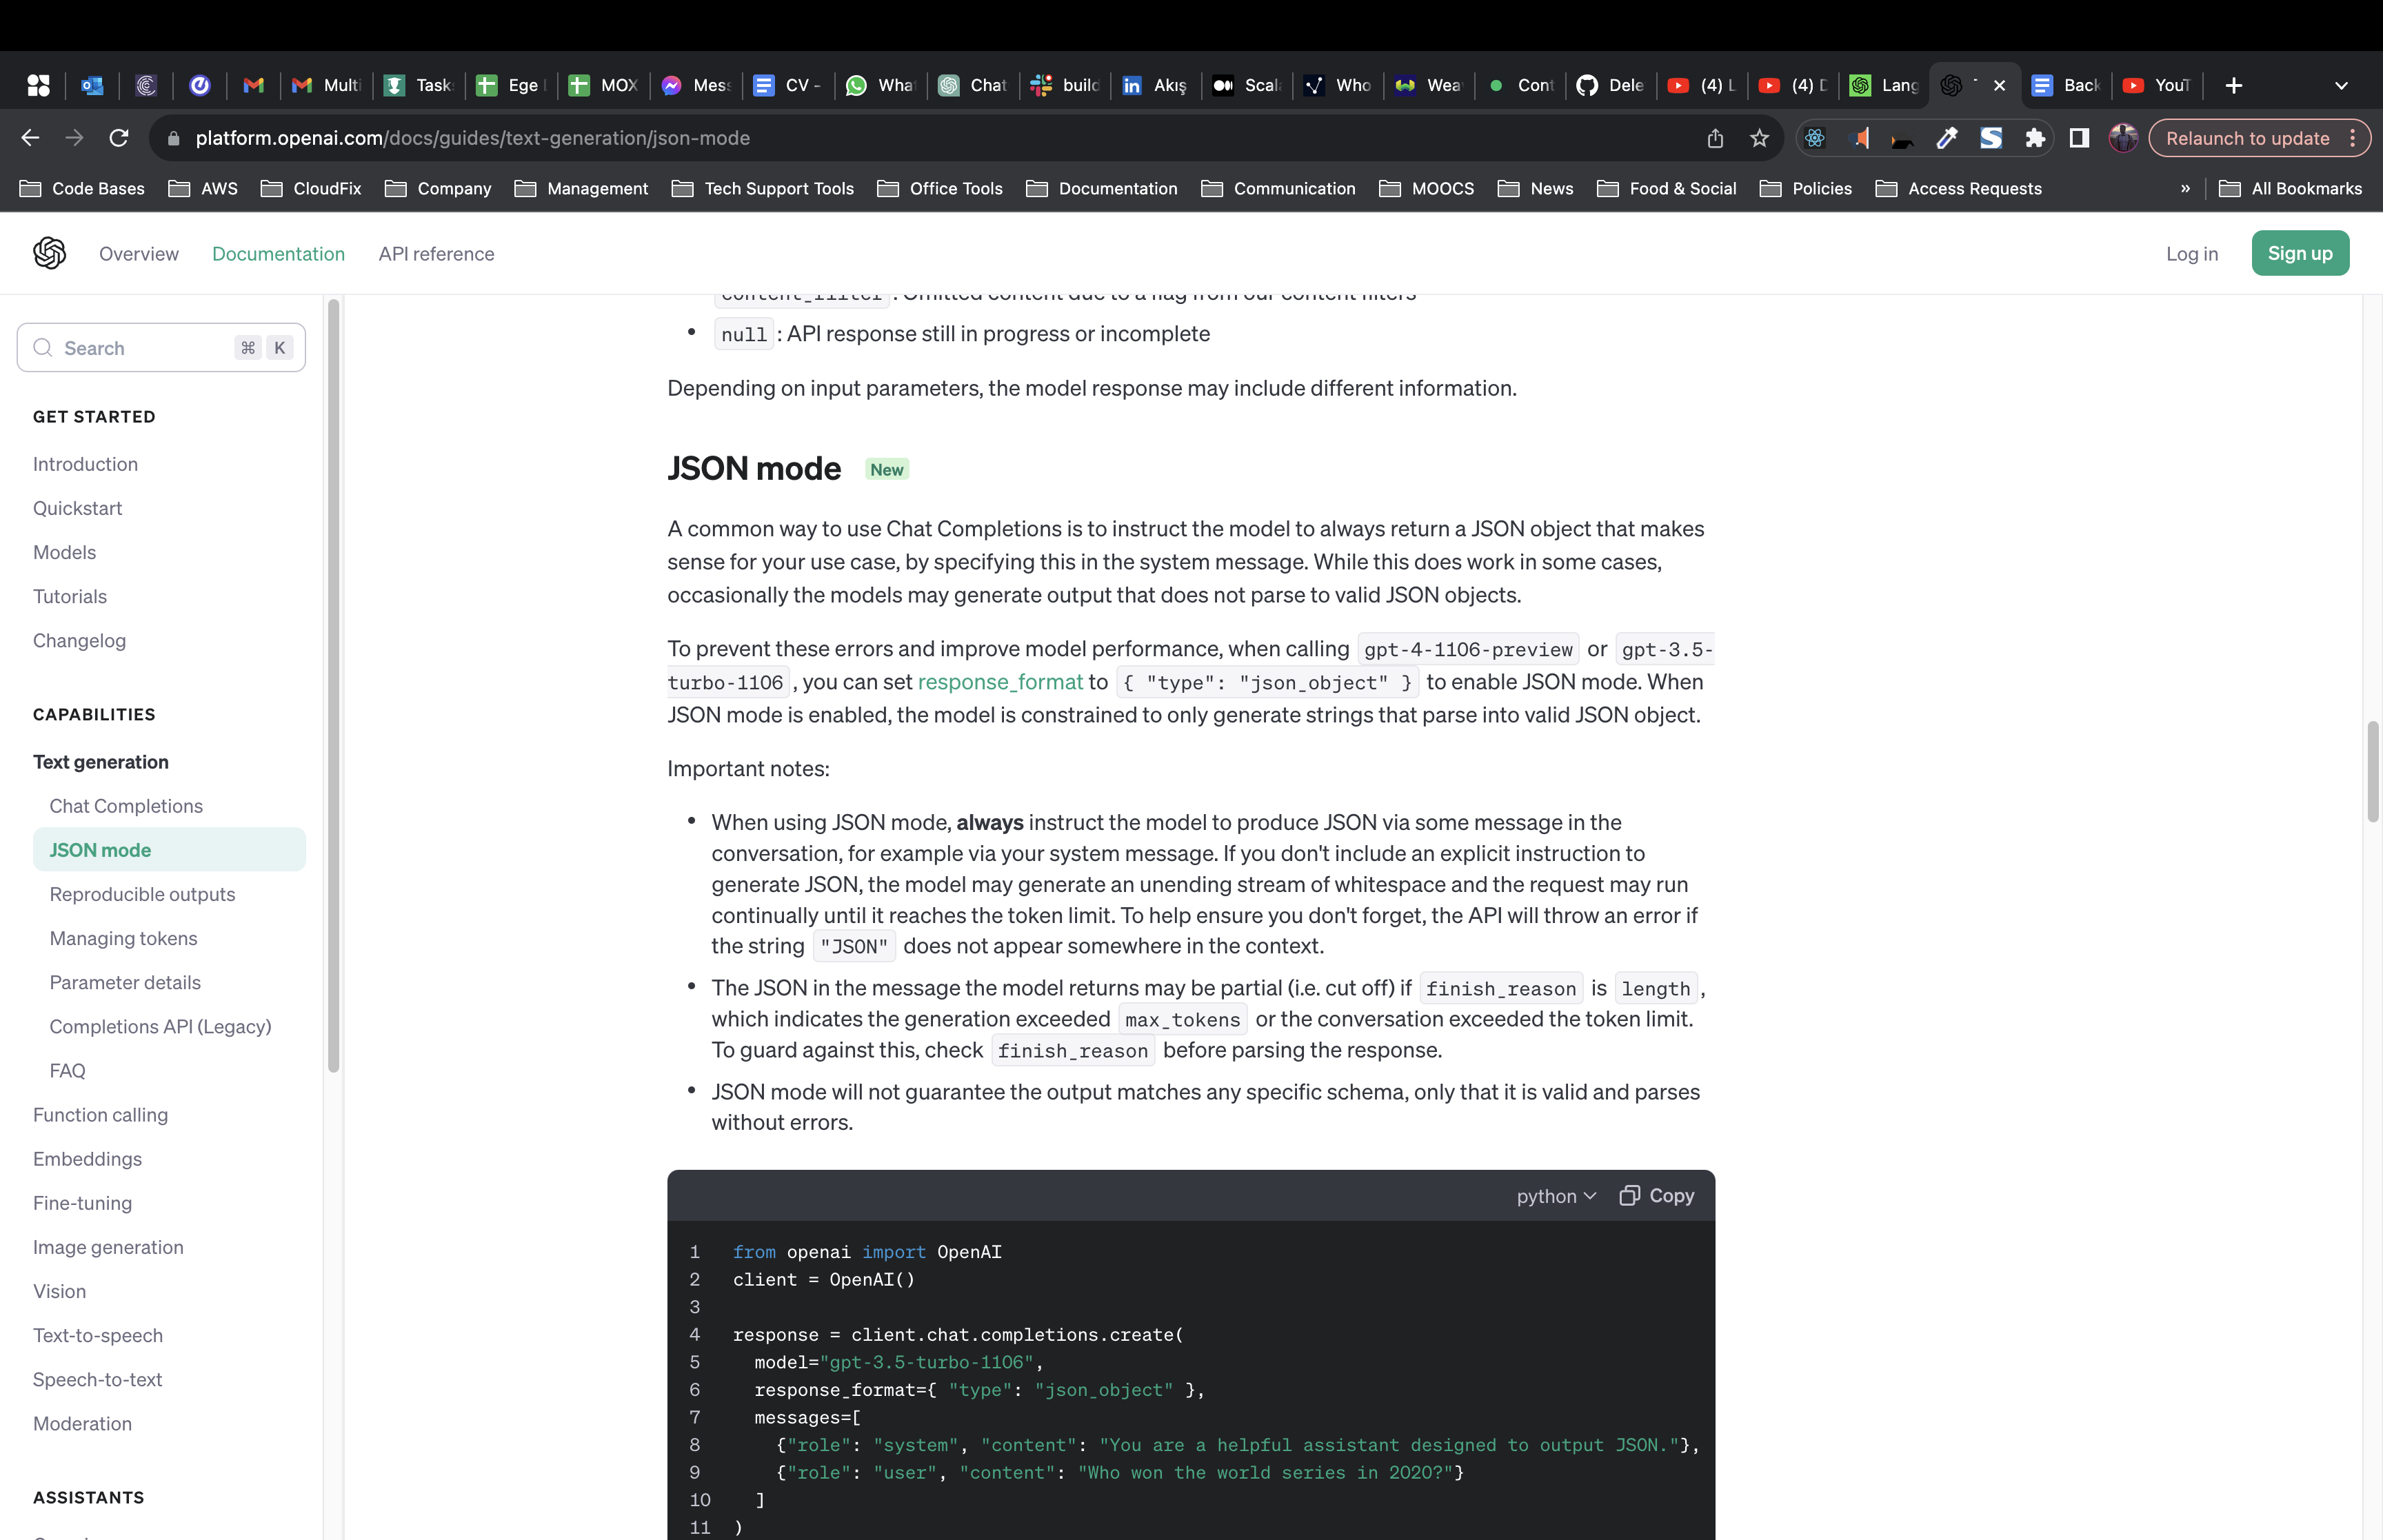 Multi
Task
Ege
MOX
Mess
CV -
What
Chat
build
Akış
Scal
Who
Wea
Cont
Dele
(4) L
(4) D
Lang
Back
YouT
platform.openai.com/docs/guides/text-generation/json-mode
Relaunch to update
Code Bases
AWS
CloudFix
Company
Management
Tech Support Tools
Office Tools
Documentation
Communication
MOOCS
News
Food & Social
Policies
Access Requests
»
All Bookmarks
Overview
Documentation
API reference
Log in
Sign up
Search
⌘ K
GET STARTED
Introduction
Quickstart
Models
Tutorials
Changelog
CAPABILITIES
Text generation
Chat Completions
JSON mode
Reproducible outputs
Managing tokens
Parameter details
Completions API (Legacy)
FAQ
Function calling
Embeddings
Fine-tuning
Image generation
Vision
Text-to-speech
Speech-to-text
Moderation
ASSISTANTS
content_filter : Omitted content due to a flag from our content filters
• null : API response still in progress or incomplete
Depending on input parameters, the model response may include different information.
JSON mode New
A common way to use Chat Completions is to instruct the model to always return a JSON object that makes
sense for your use case, by specifying this in the system message. While this does work in some cases,
occasionally the models may generate output that does not parse to valid JSON objects.
To prevent these errors and improve model performance, when calling gpt-4-1106-preview or gpt-3.5-
turbo-1106 , you can set response_format to { "type": "json_object" } to enable JSON mode. When
JSON mode is enabled, the model is constrained to only generate strings that parse into valid JSON object.
Important notes:
• When using JSON mode, always instruct the model to produce JSON via some message in the
conversation, for example via your system message. If you don't include an explicit instruction to
generate JSON, the model may generate an unending stream of whitespace and the request may run
continually until it reaches the token limit. To help ensure you don't forget, the API will throw an error if
the string "JSON" does not appear somewhere in the context.
• The JSON in the message the model returns may be partial (i.e. cut off) if finish_reason is length ,
which indicates the generation exceeded max_tokens or the conversation exceeded the token limit.
To guard against this, check finish_reason before parsing the response.
• JSON mode will not guarantee the output matches any specific schema, only that it is valid and parses
without errors.
python
Copy
1 from openai import OpenAI
2 client = OpenAI()
3
4 response = client.chat.completions.create(
5 model="gpt-3.5-turbo-1106",
6 response_format={ "type": "json_object" },
7 messages=[
8 {"role": "system", "content": "You are a helpful assistant designed to output JSON."},
9 {"role": "user", "content": "Who won the world series in 2020?"}
10 ]
11 )